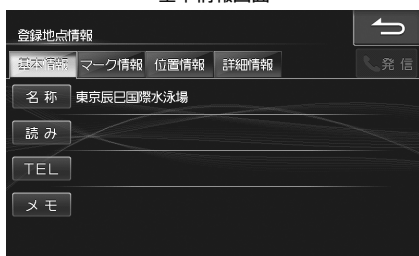 基本情報画面
登録地点情報
基本情報 マーク情報 位置情報 詳細情報 発信
名称 東京辰巳国際水泳場
読み
TEL
メモ